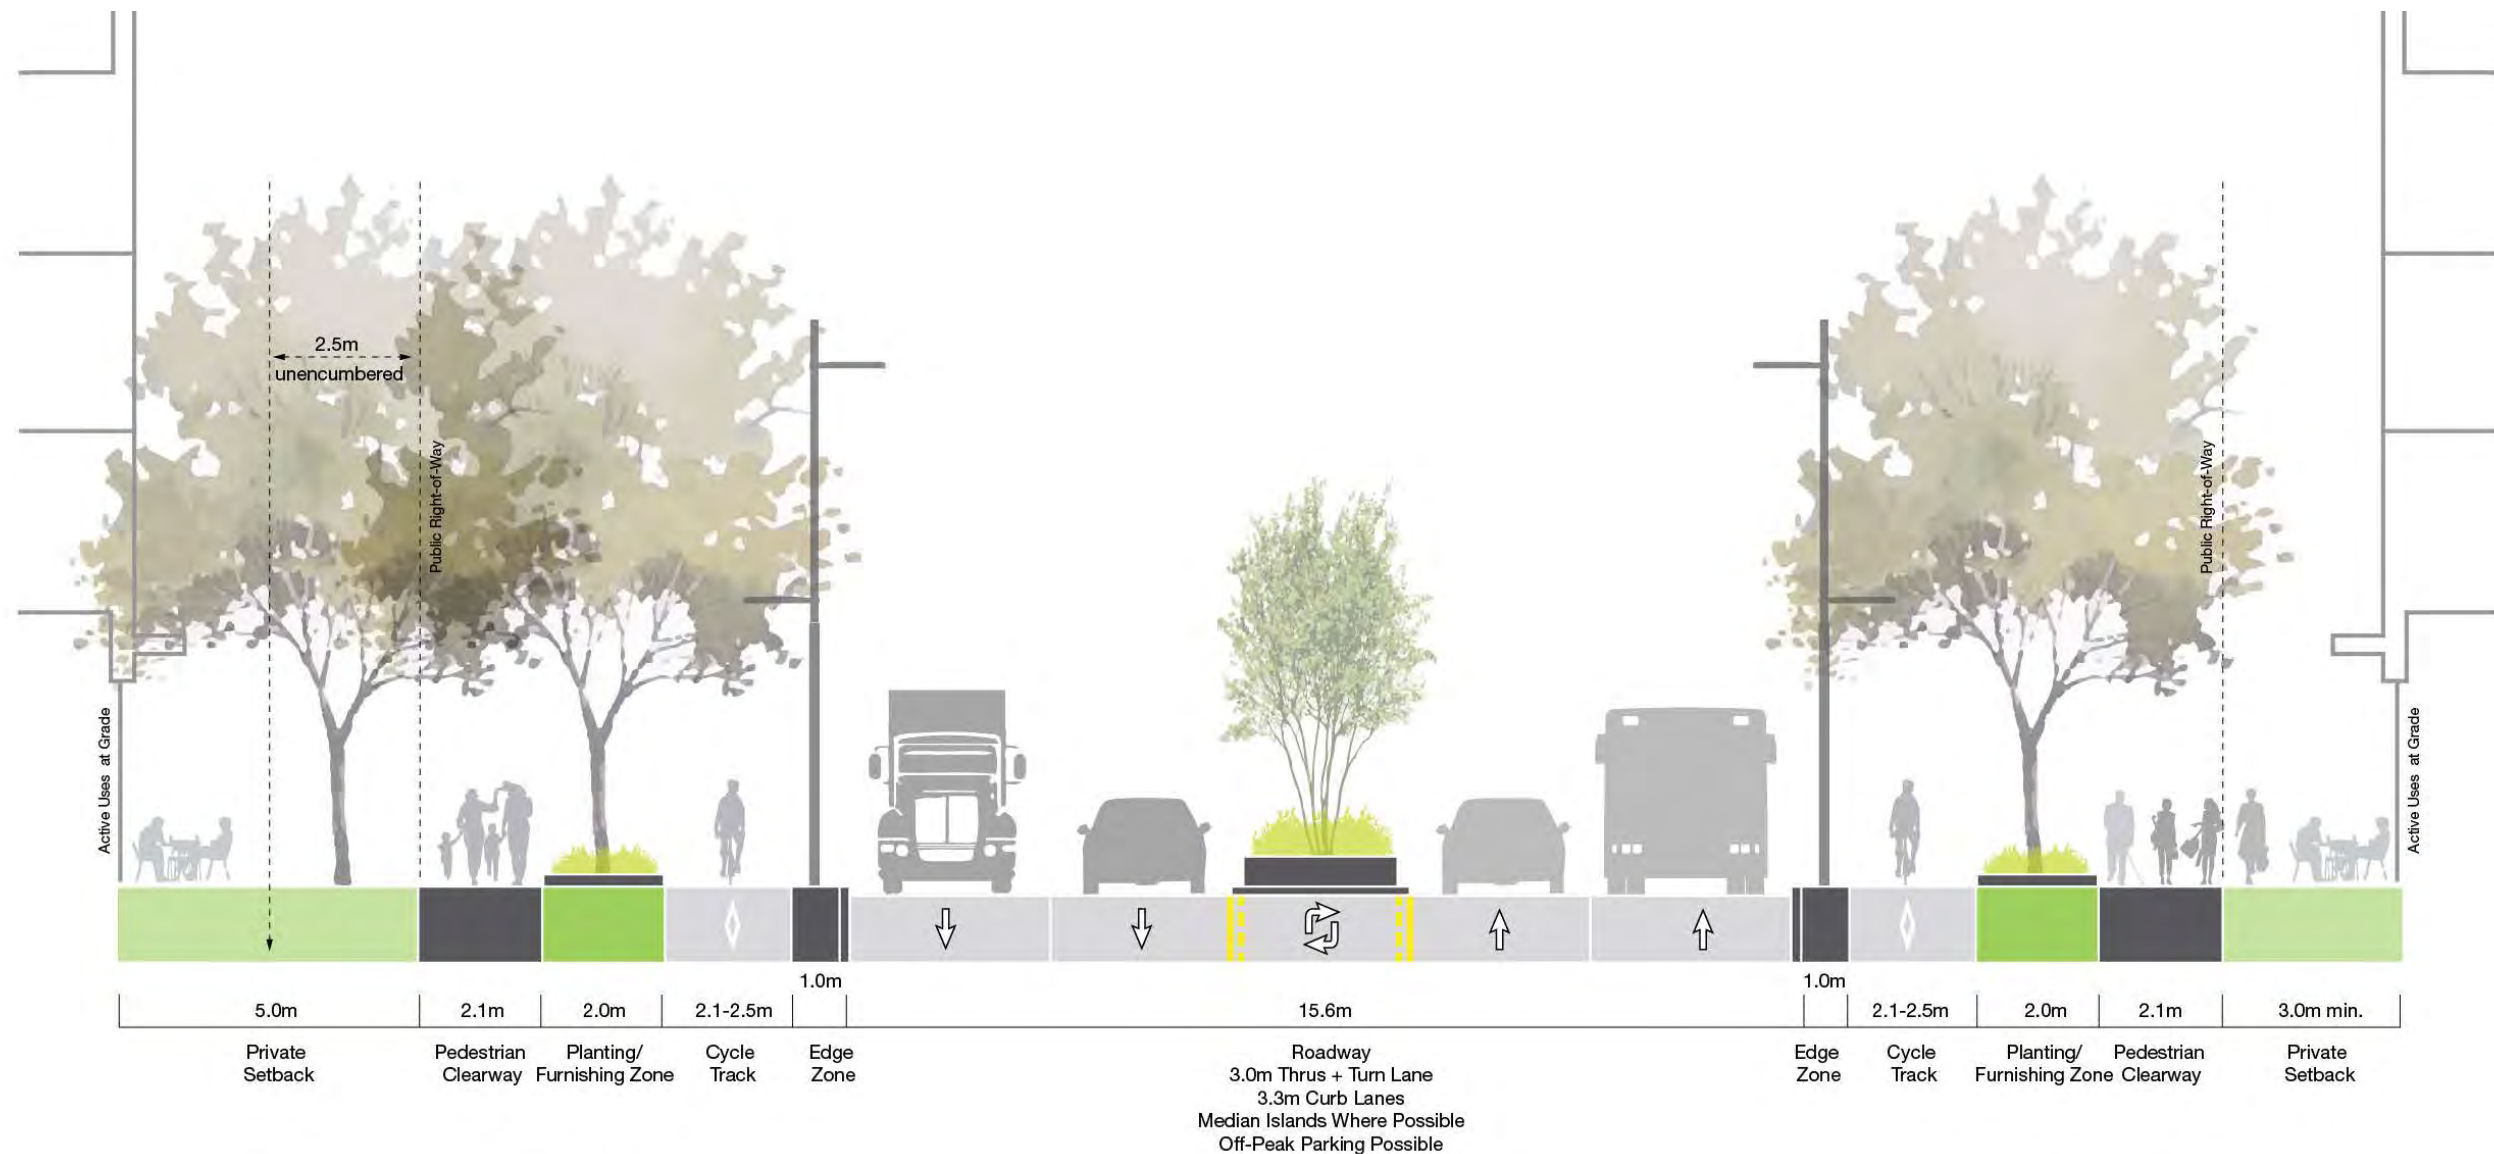 2.5m
unencumbered
Public Right-of-Way
Public Right-of-Way
Active Uses at Grade
Active Uses at Grade
1.0m
1.0m
5.0m
2.1m
2.0m
2.1-2.5m
15.6m
2.1-2.5m
2.0m
2.1m
3.0m min.
Private
Setback
Pedestrian
Clearway
Planting/
Furnishing Zone
Cycle
Track
Edge
Zone
Roadway
3.0m Thrus + Turn Lane
3.3m Curb Lanes
Median Islands Where Possible
Off-Peak Parking Possible
Edge
Zone
Cycle
Track
Planting/
Furnishing Zone
Pedestrian
Clearway
Private
Setback